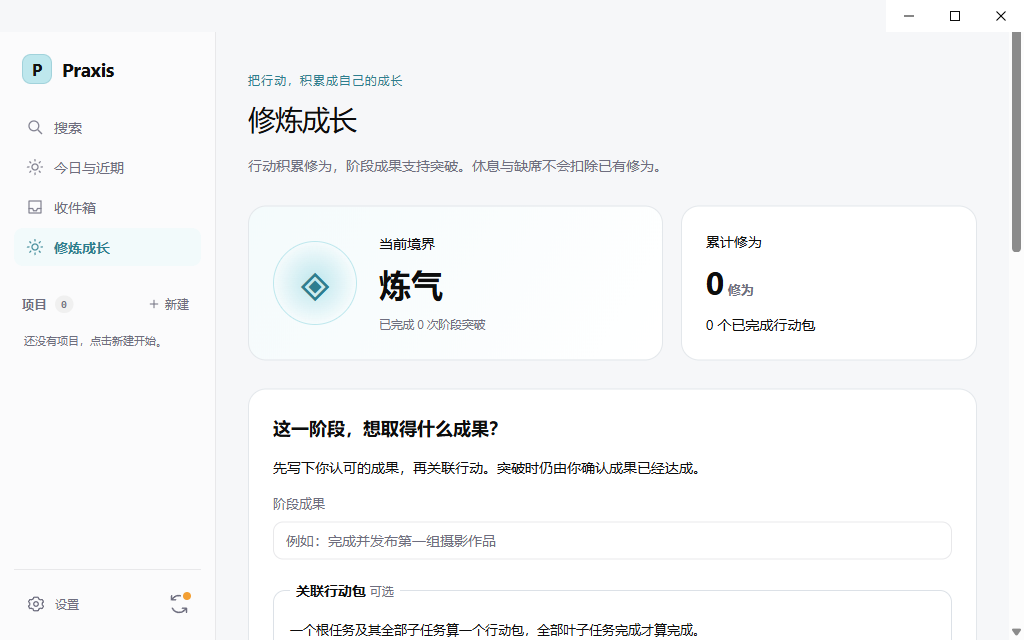 P Praxis
搜索
今日与近期
收件箱
修炼成长
项目 0 + 新建
还没有项目，点击新建开始。
设置
把行动，积累成自己的成长
修炼成长
行动积累修为，阶段成果支持突破。休息与缺席不会扣除已有修为。
当前境界
炼气
已完成 0 次阶段突破
累计修为
0 修为
0 个已完成行动包
这一阶段，想取得什么成果？
先写下你认可的成果，再关联行动。突破时仍由你确认成果已经达成。
阶段成果
例如：完成并发布第一组摄影作品
关联行动包 可选
一个根任务及其全部子任务算一个行动包，全部叶子任务完成才算完成。